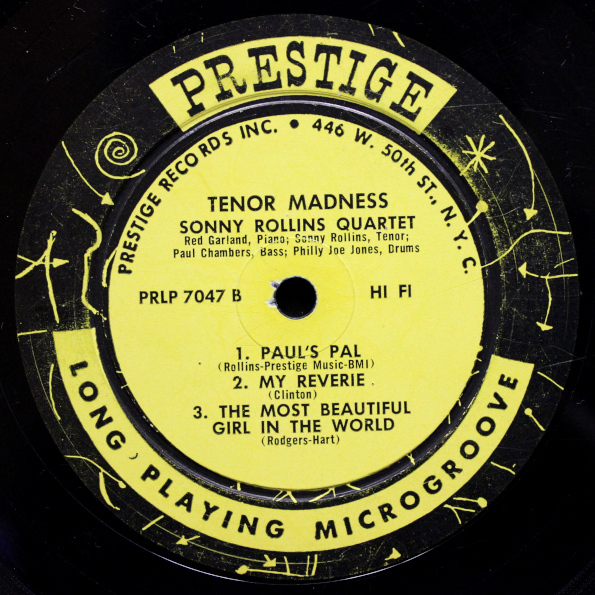 PRESTIGE
PRESTIGE RECORDS INC. • 446 W. 50th ST., N.Y.C.
TENOR MADNESS
SONNY ROLLINS QUARTET
Red Garland, Piano; Sonny Rollins, Tenor;
Paul Chambers, Bass; Philly Joe Jones, Drums
PRLP 7047 B HI FI
1. PAUL'S PAL
(Rollins-Prestige Music-BMI)
2. MY REVERIE
(Clinton)
3. THE MOST BEAUTIFUL
GIRL IN THE WORLD
(Rodgers-Hart)
LONG PLAYING MICROGROOVE